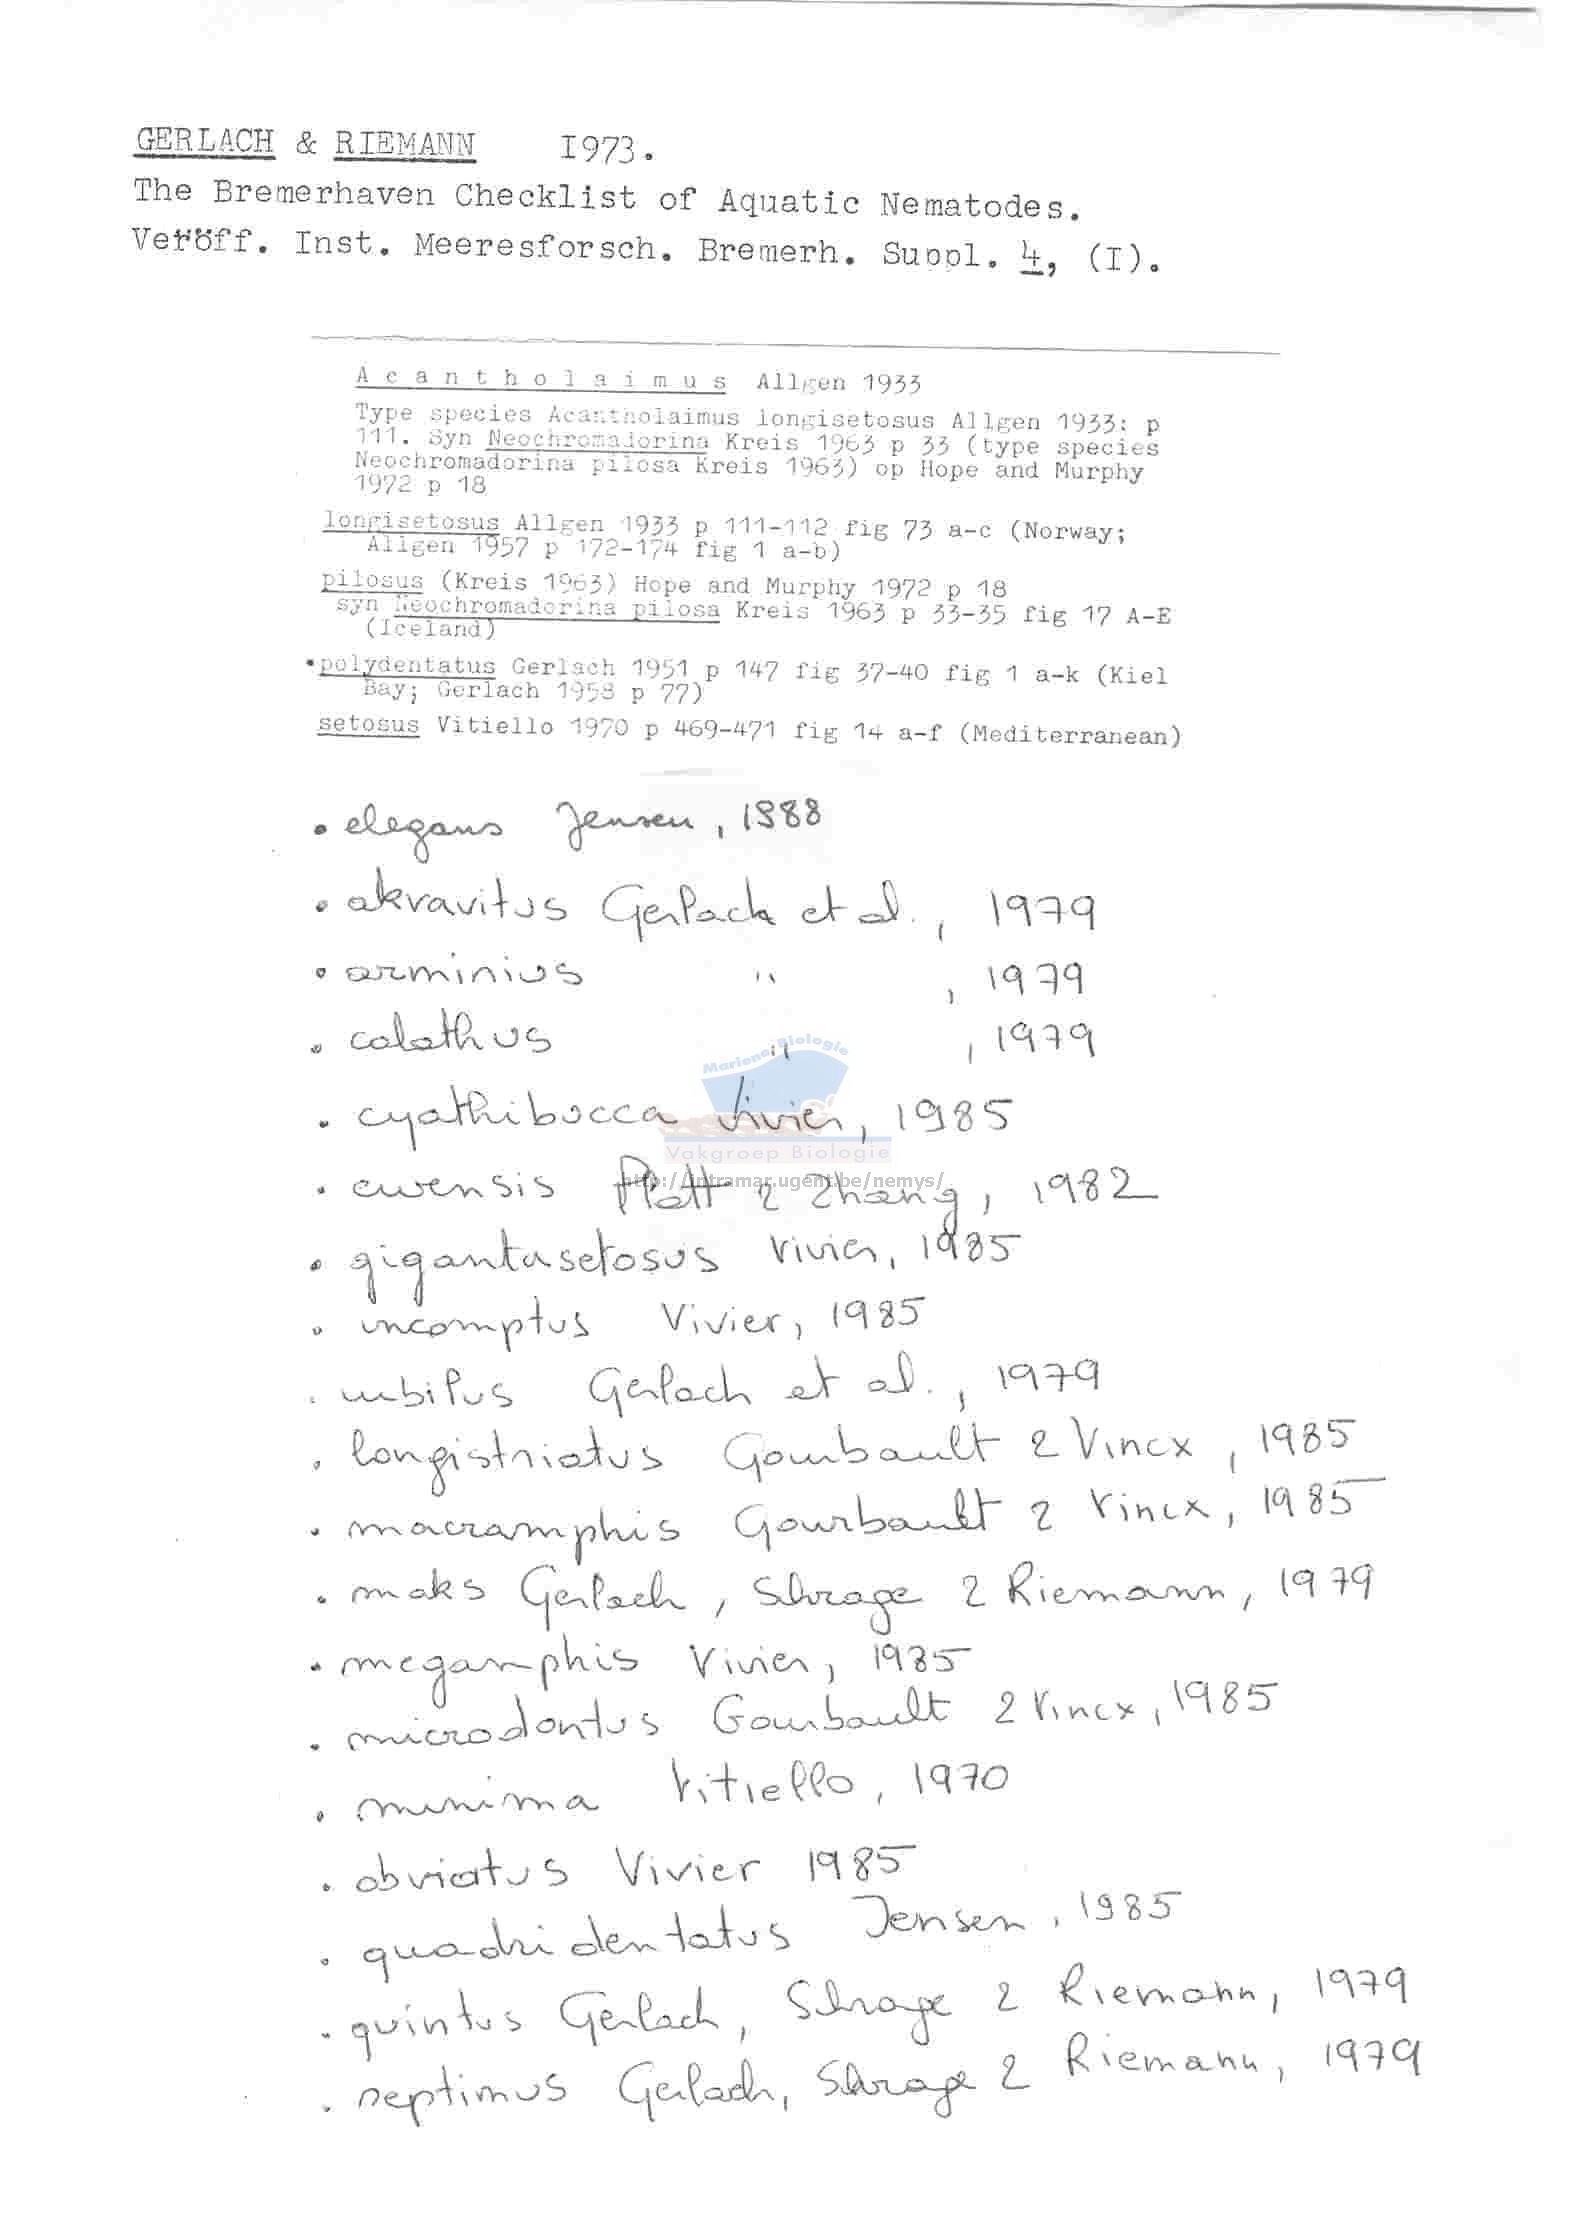 GERLACH & RIEMANN I973.
The Bremerhaven Checklist of Aquatic Nematodes.
Veröff. Inst. Meeresforsch. Bremerh. Suppl. 4, (I).
Acantholaimus Allgen 1933
Type species Acantholaimus longisetosus Allgen 1933: p
111. Syn Neochromadorina Kreis 1963 p 33 (type species
Neochromadorina pilosa Kreis 1963) op Hope and Murphy
1972 p 18
longisetosus Allgen 1933 p 111-112 fig 73 a-c (Norway;
Allgen 1957 p 172-174 fig 1 a-b)
pilosus (Kreis 1963) Hope and Murphy 1972 p 18
syn Neochromadorina pilosa Kreis 1963 p 33-35 fig 17 A-E
(Iceland)
• polydentatus Gerlach 1951 p 147 fig 37-40 fig 1 a-k (Kiel
Bay; Gerlach 1958 p 77)
setosus Vitiello 1970 p 469-471 fig 14 a-f (Mediterranean)
• elegans Jensen, 1988
• akravitus Gerlach et al., 1979
• arminius " , 1979
• calathus " , 1979
Mariene Biologie
• cyathibucca Vivier, 1985
Vakgroep Biologie
http://intramar.ugent.be/nemys/
• ewensis Platt & Zhang, 1982
• gigantasetosus Vivier, 1985
• incomptus Vivier, 1985
• iubilus Gerlach et al., 1979
• longistriatus Gourbault & Vincx, 1985
• macramphis Gourbault & Vincx, 1985
• maks Gerlach, Schrage & Riemann, 1979
• megamphis Vivier, 1985
• microdontus Gourbault & Vincx, 1985
• minima Vitiello, 1970
• obviatus Vivier 1985
• quadridentatus Jensen, 1985
• quintus Gerlach, Schrage & Riemann, 1979
• septimus Gerlach, Schrage & Riemann, 1979